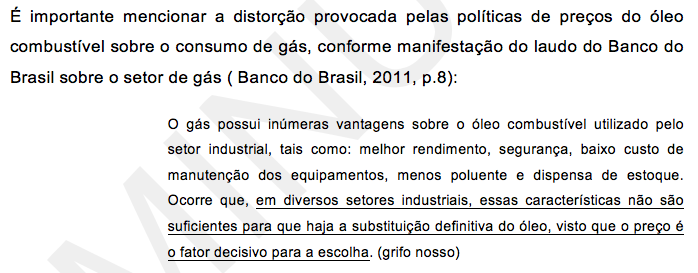 É importante mencionar a distorção provocada pelas políticas de preços do óleo
combustível sobre o consumo de gás, conforme manifestação do laudo do Banco do
Brasil sobre o setor de gás ( Banco do Brasil, 2011, p.8):
O gás possui inúmeras vantagens sobre o óleo combustível utilizado pelo
setor industrial, tais como: melhor rendimento, segurança, baixo custo de
manutenção dos equipamentos, menos poluente e dispensa de estoque.
Ocorre que, em diversos setores industriais, essas características não são
suficientes para que haja a substituição definitiva do óleo, visto que o preço é
o fator decisivo para a escolha. (grifo nosso)